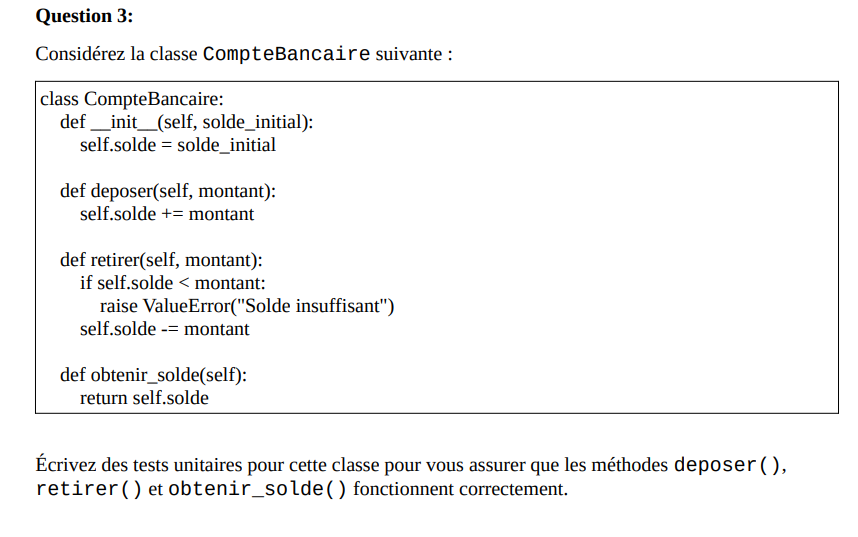 Question 3:
Considérez la classe CompteBancaire suivante :
class CompteBancaire:
def __init__(self, solde_initial):
self.solde = solde_initial
def deposer(self, montant):
self.solde += montant
def retirer(self, montant):
if self.solde < montant:
raise ValueError("Solde insuffisant")
self.solde -= montant
def obtenir_solde(self):
return self.solde
Écrivez des tests unitaires pour cette classe pour vous assurer que les méthodes deposer(),
retirer() et obtenir_solde() fonctionnent correctement.